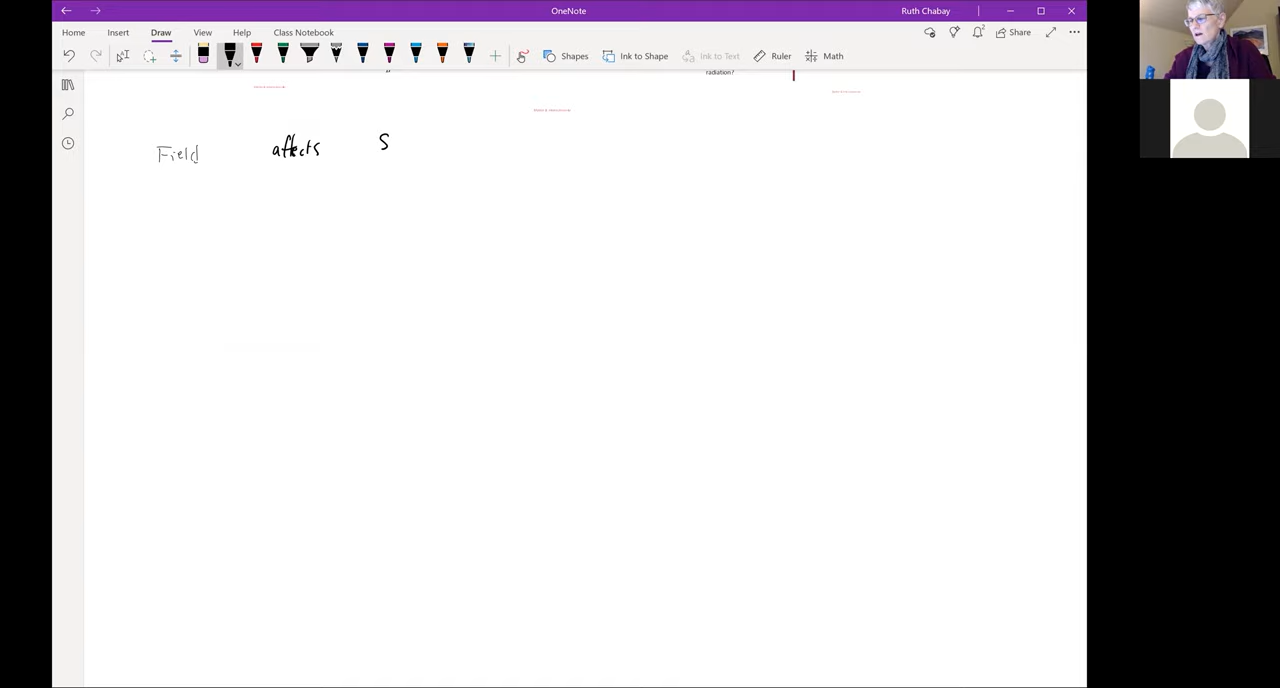 OneNote
Ruth Chabay
Home Insert Draw View Help Class Notebook
Share
Shapes Ink to Shape Ink to Text Ruler Math
radiation?
Field affects S